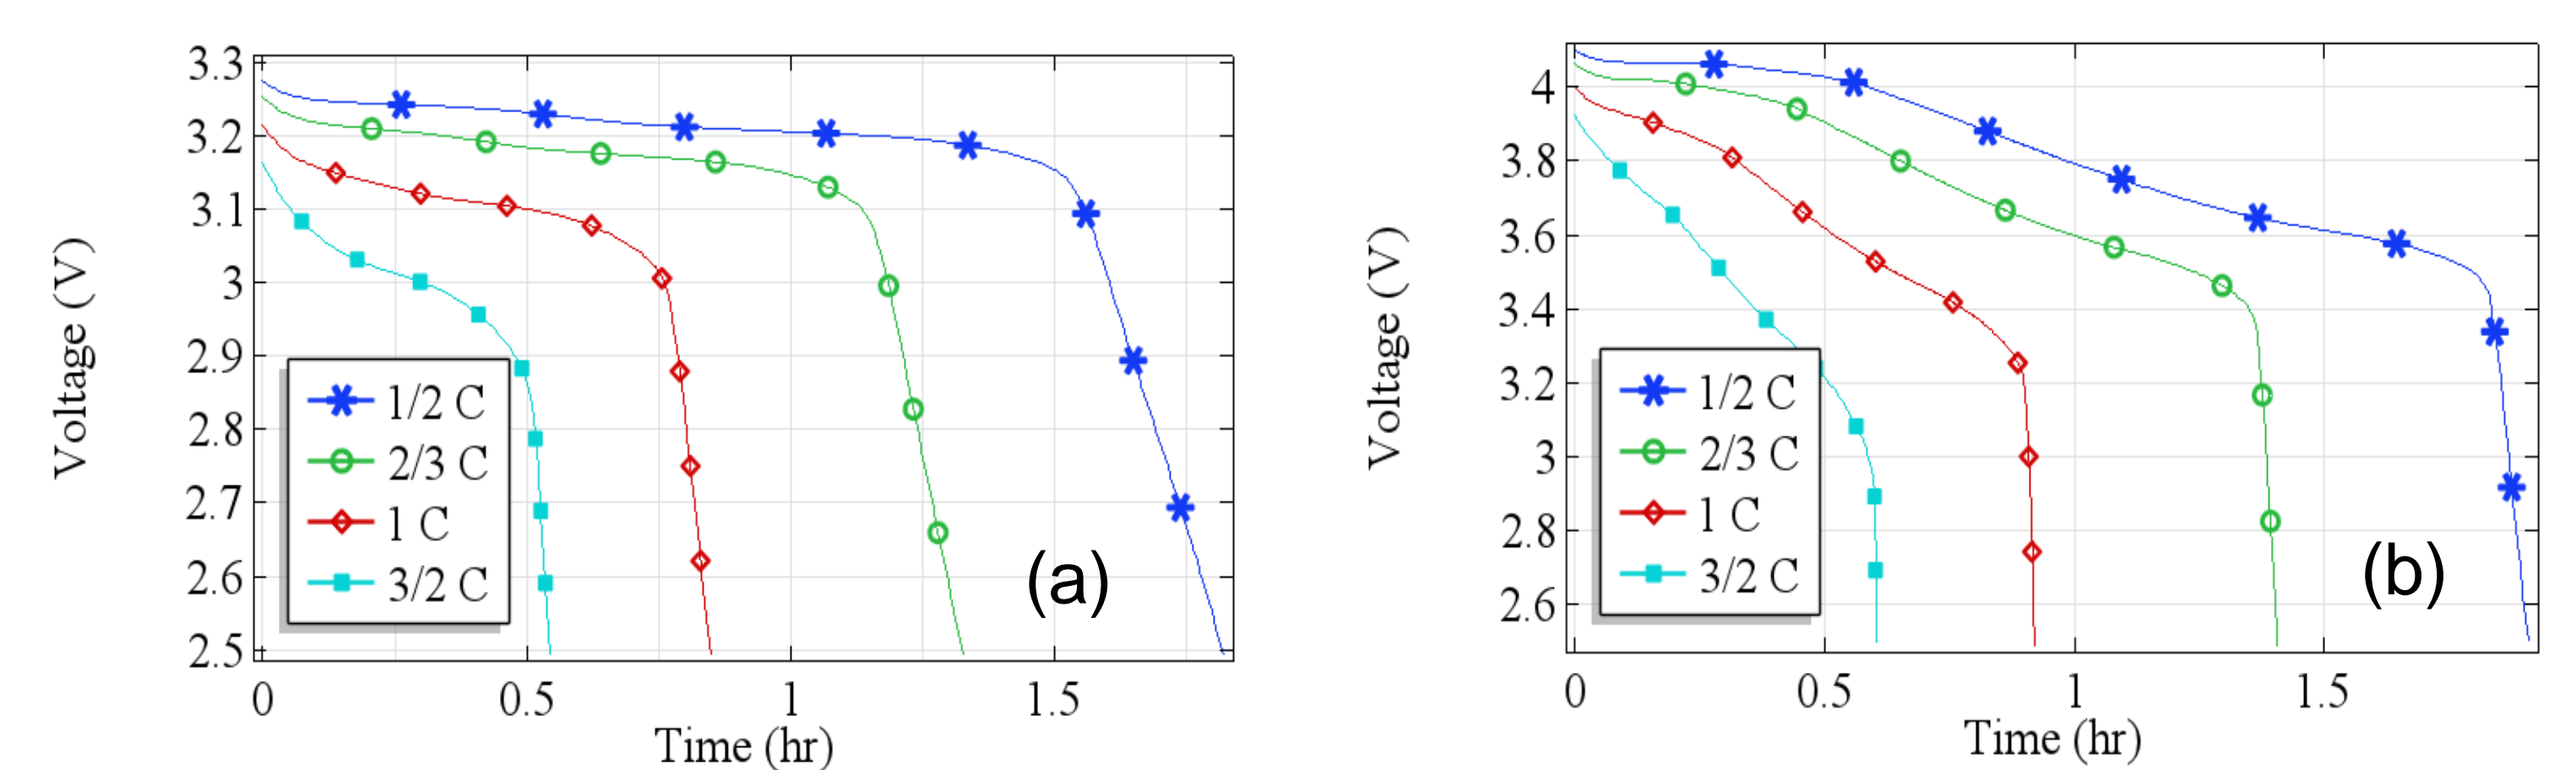 3.3
3.2
3.1
3
2.9
2.8
2.7
2.6
2.5
Voltage (V)
1/2 C
2/3 C
1 C
3/2 C
(a)
0 0.5 1 1.5
Time (hr)
4
3.8
3.6
3.4
3.2
3
2.8
2.6
Voltage (V)
1/2 C
2/3 C
1 C
3/2 C
(b)
0 0.5 1 1.5
Time (hr)